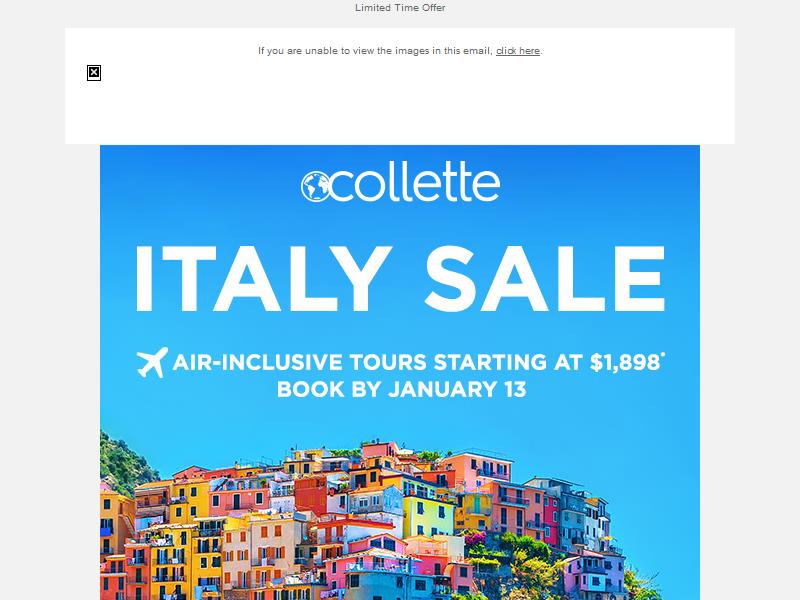 Limited Time Offer
If you are unable to view the images in this email, click here.
collette
ITALY SALE
AIR-INCLUSIVE TOURS STARTING AT $1,898*
BOOK BY JANUARY 13